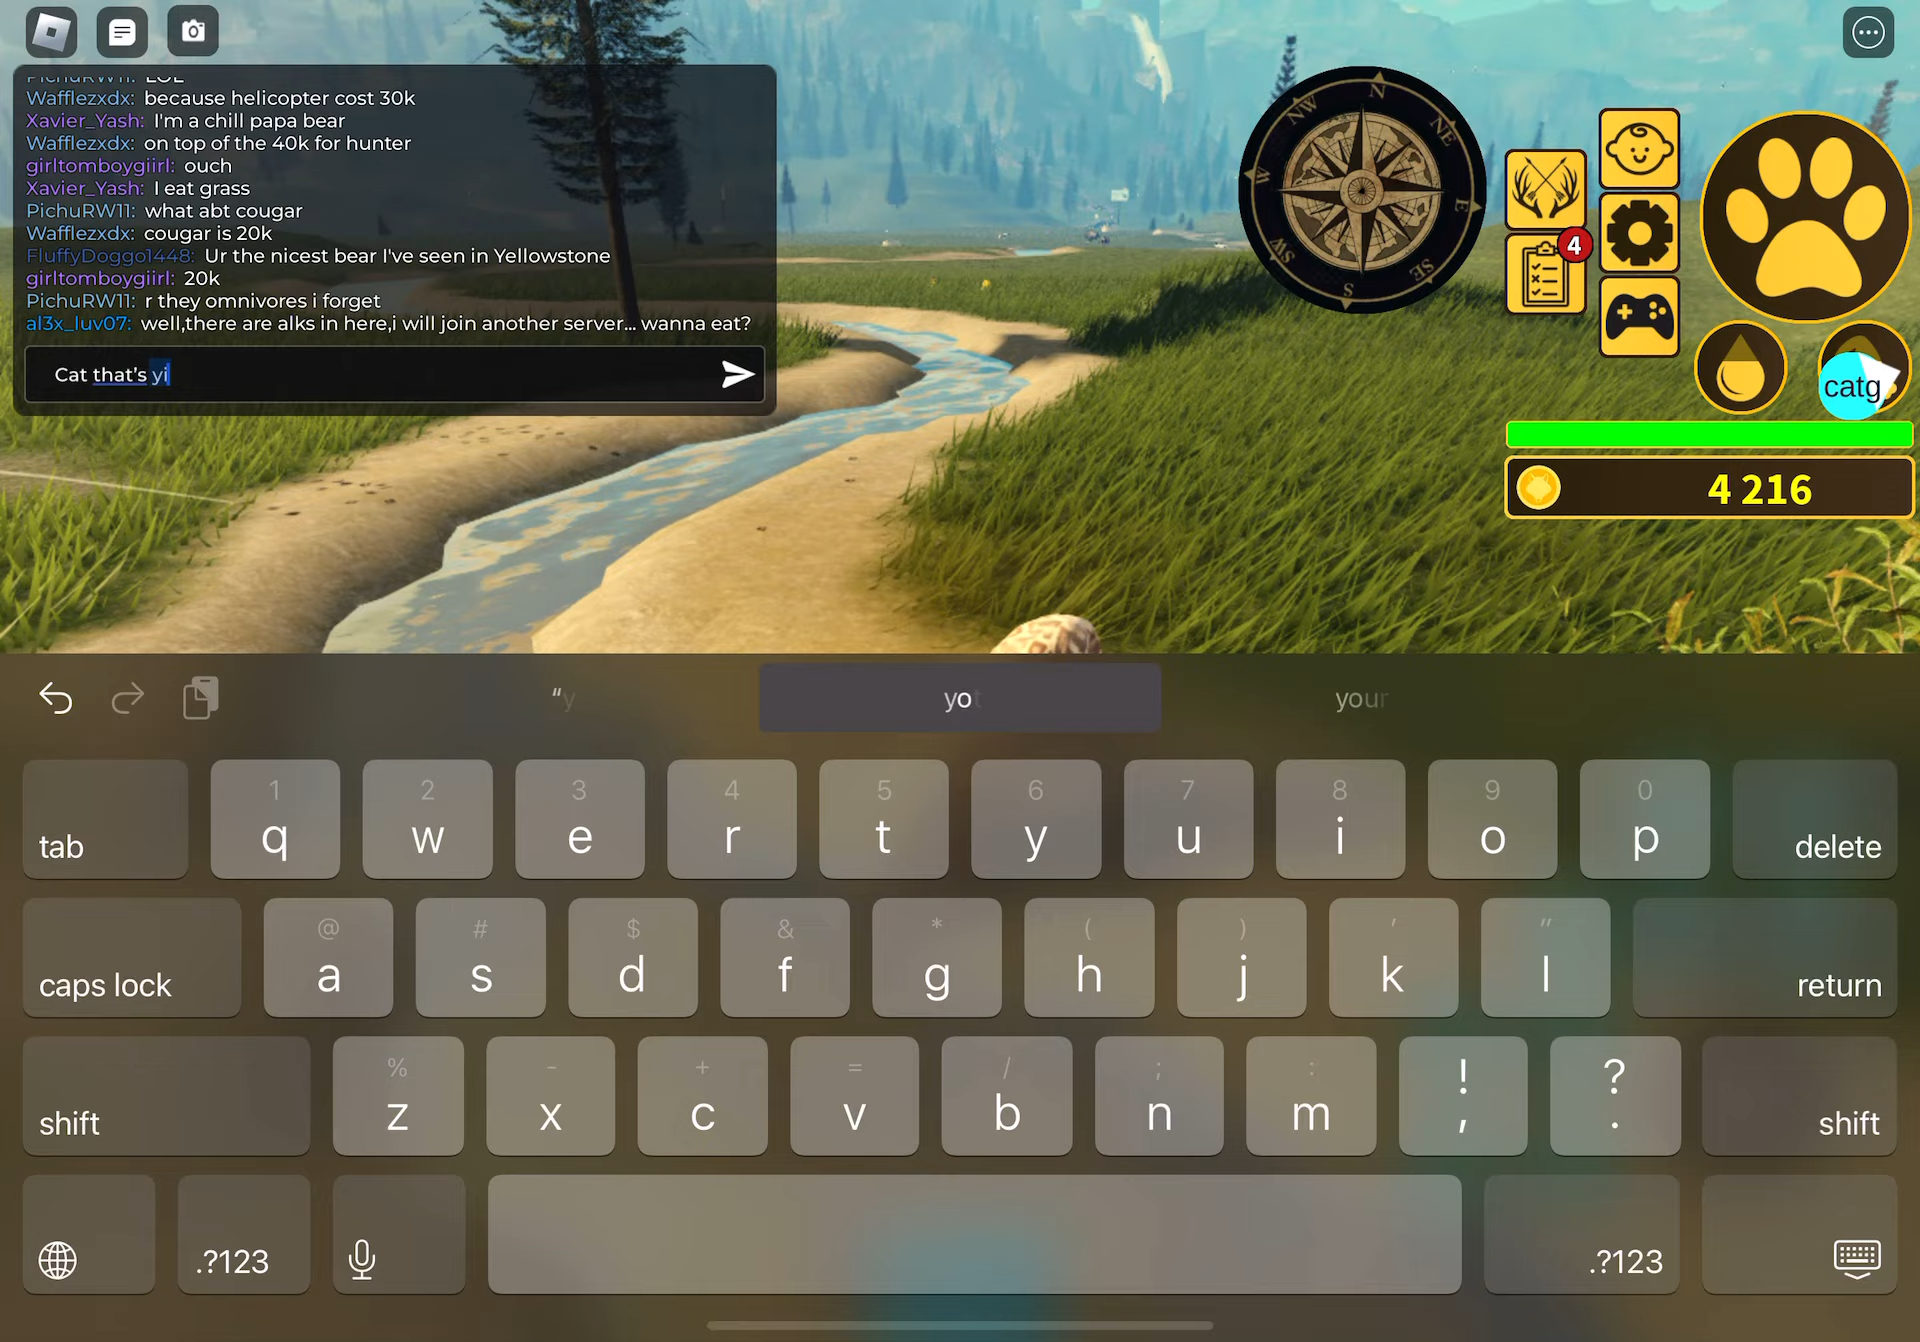 PichuRW11: LOL
Wafflezxdx: because helicopter cost 30k
Xavier_Yash: I'm a chill papa bear
Wafflezxdx: on top of the 40k for hunter
girltomboygiirl: ouch
Xavier_Yash: I eat grass
PichuRW11: what abt cougar
Wafflezxdx: cougar is 20k
FluffyDoggo1448: Ur the nicest bear I've seen in Yellowstone
girltomboygiirl: 20k
PichuRW11: r they omnivores i forget
al3x_luv07: well,there are alks in here,i will join another server... wanna eat?
Cat that's yi
N
NE
E
SE
S
SW
W
NW
4
catg
4 216
"y yo your
1 2 3 4 5 6 7 8 9 0
tab q w e r t y u i o p delete
@ # $ & * ( ) ' "
caps lock a s d f g h j k l return
% - + = / ; : ! ?
shift z x c v b n m , . shift
.?123 .?123